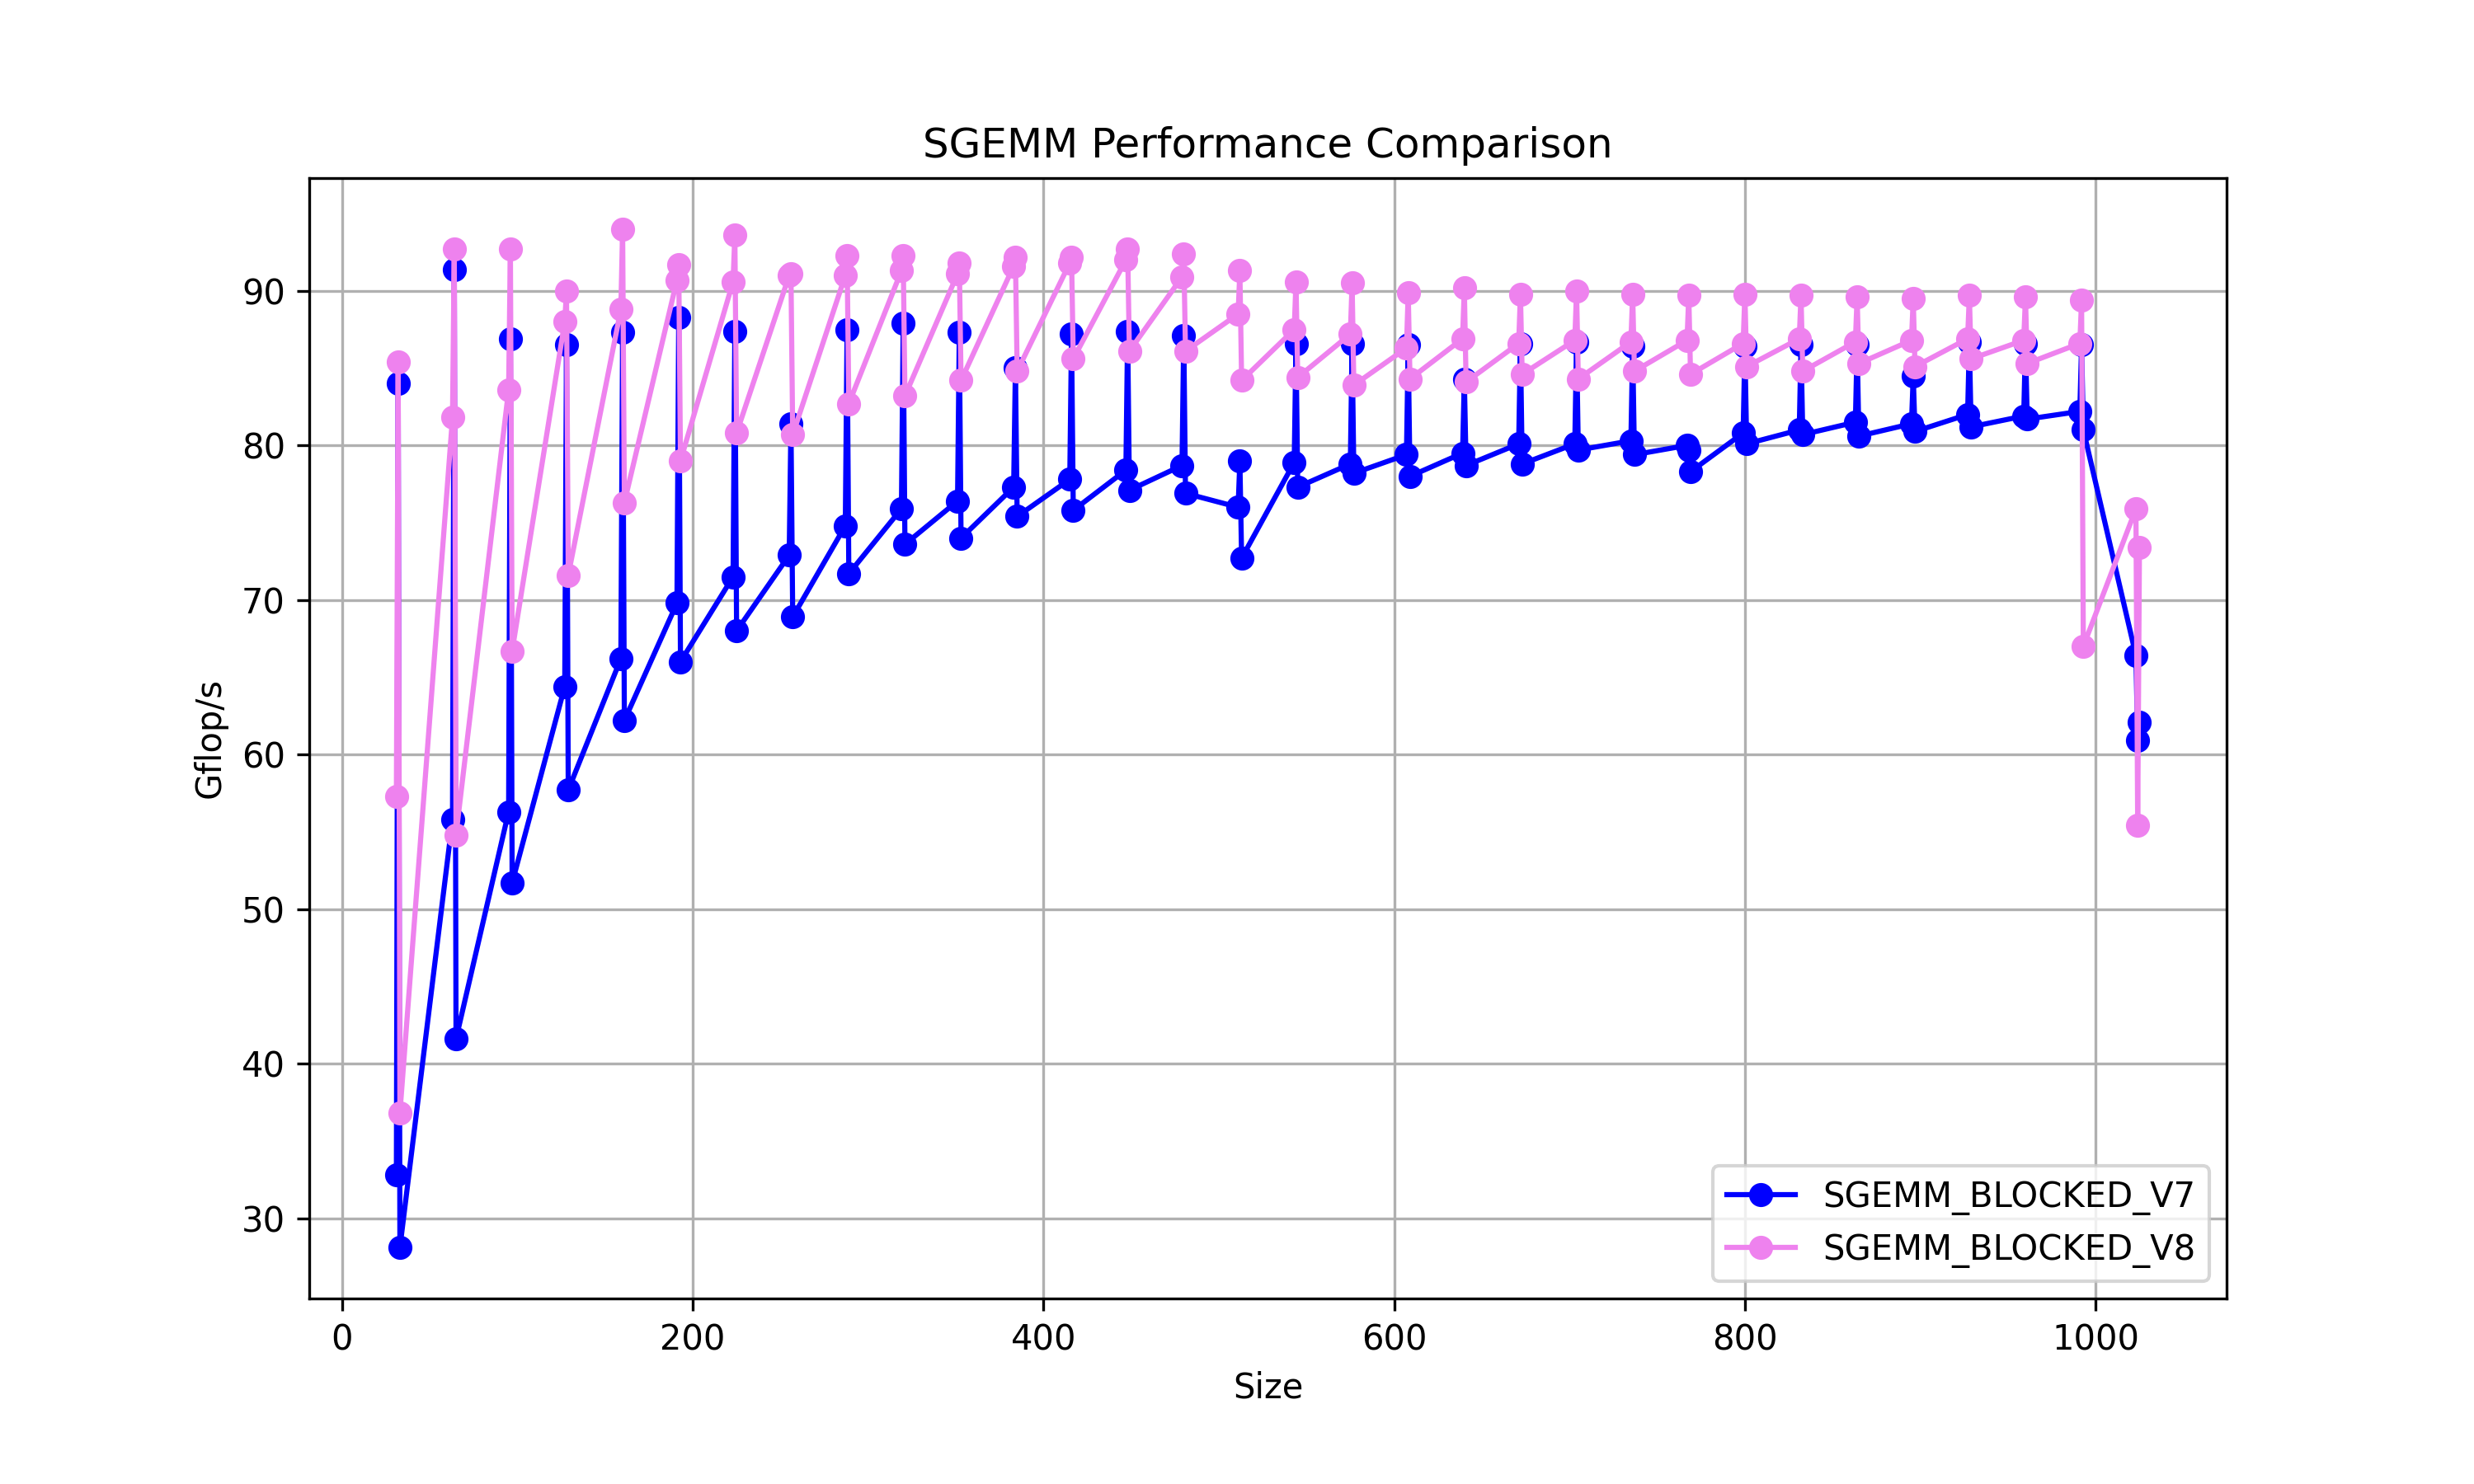 SGEMM Performance Comparison
90
80
70
60
50
40
30
Gflop/s
0 200 400 600 800 1000
Size
SGEMM_BLOCKED_V7
SGEMM_BLOCKED_V8